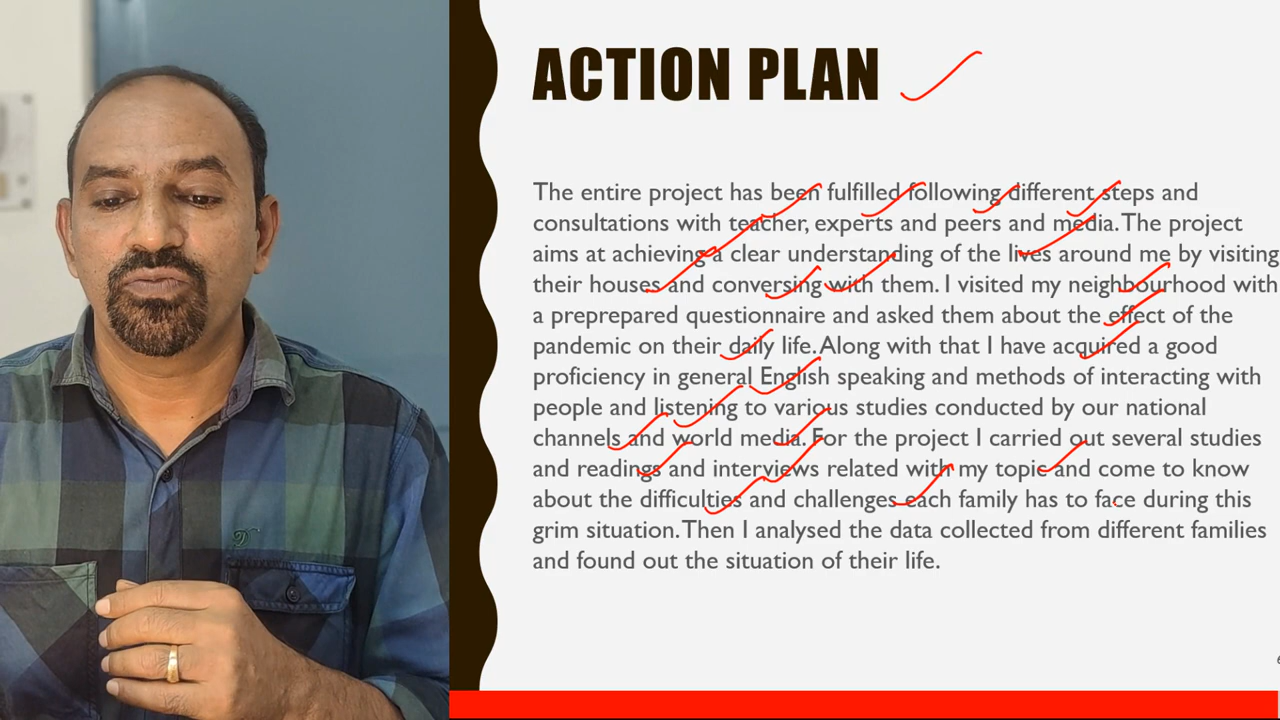 ACTION PLAN
The entire project has been fulfilled following different steps and
consultations with teacher, experts and peers and media. The project
aims at achieving a clear understanding of the lives around me by visiting
their houses and conversing with them. I visited my neighbourhood with
a preprepared questionnaire and asked them about the effect of the
pandemic on their daily life. Along with that I have acquired a good
proficiency in general English speaking and methods of interacting with
people and listening to various studies conducted by our national
channels and world media. For the project I carried out several studies
and readings and interviews related with my topic and come to know
about the difficulties and challenges each family has to face during this
grim situation. Then I analysed the data collected from different families
and found out the situation of their life.